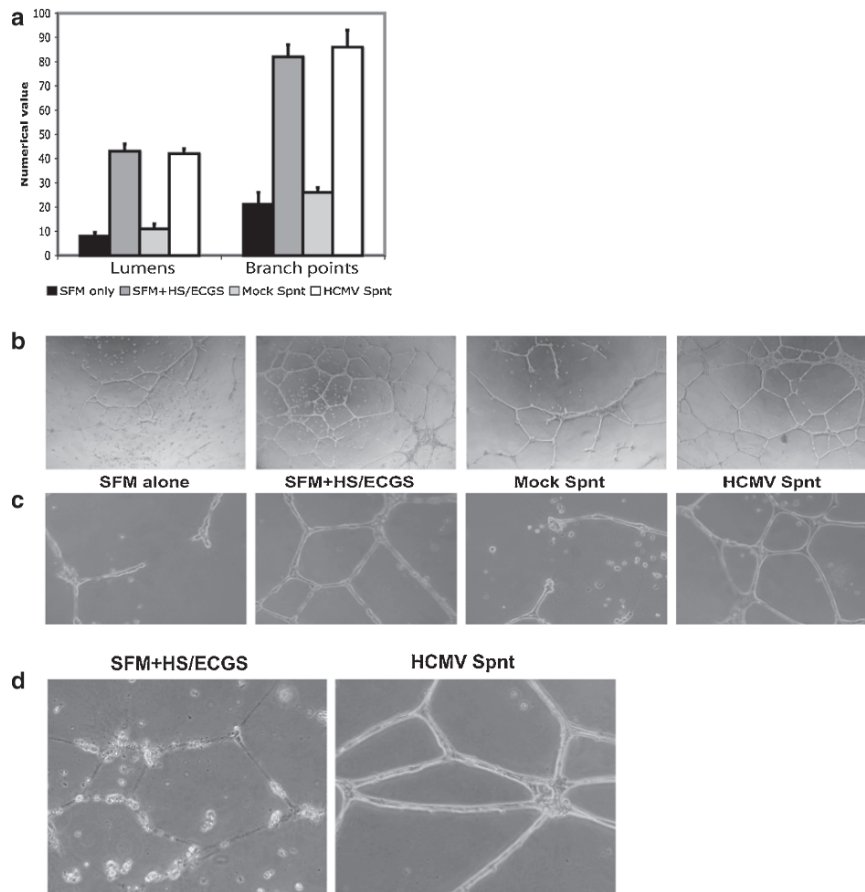 a
100
90
80
70
60
50
40
30
20
10
0
Numerical value
Lumens Branch points
SFM only SFM+HS/ECGS Mock Spnt HCMV Spnt
b
SFM alone SFM+HS/ECGS Mock Spnt HCMV Spnt
c
SFM+HS/ECGS HCMV Spnt
d